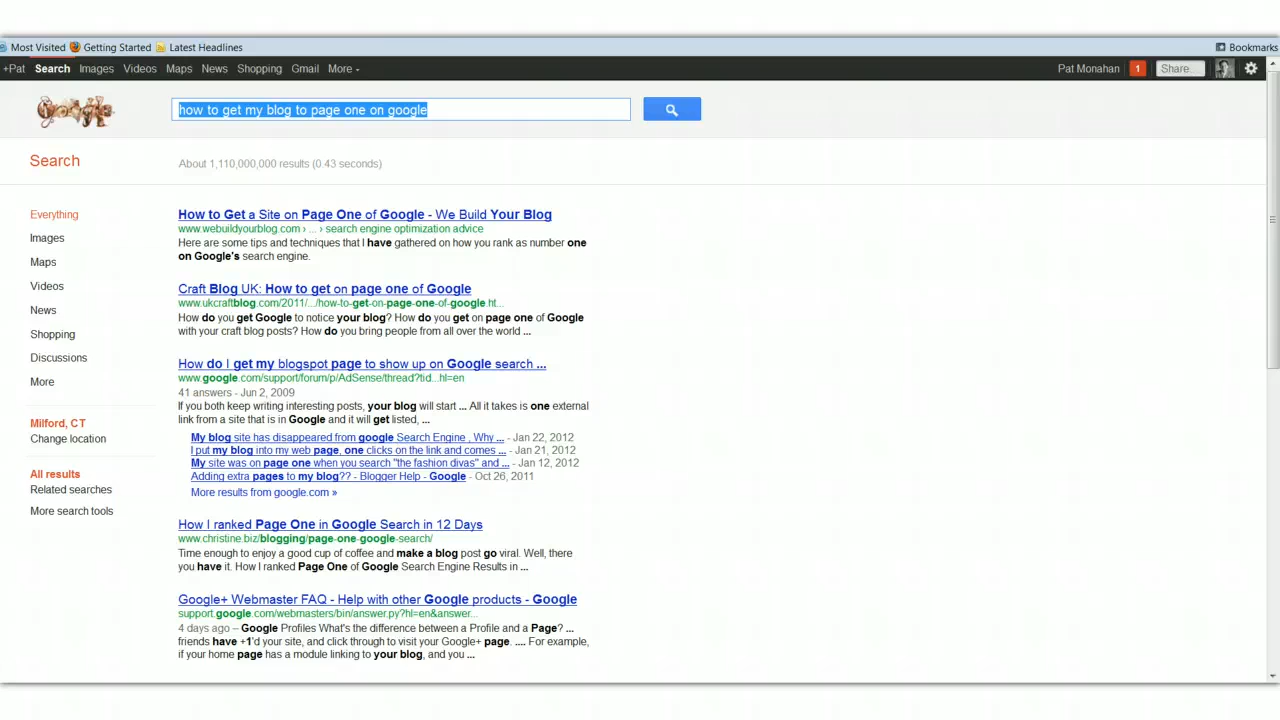 Most Visited Getting Started Latest Headlines Bookmarks
+Pat Search Images Videos Maps News Shopping Gmail More Pat Monahan 1 Share...
Google
how to get my blog to page one on google
Search
About 1,110,000,000 results (0.43 seconds)
Everything
Images
Maps
Videos
News
Shopping
Discussions
More
Milford, CT
Change location
All results
Related searches
More search tools
How to Get a Site on Page One of Google - We Build Your Blog
www.webuildyourblog.com › ... › search engine optimization advice
Here are some tips and techniques that I have gathered on how you rank as number one
on Google's search engine.
Craft Blog UK: How to get on page one of Google
www.ukcraftblog.com/2011/.../how-to-get-on-page-one-of-google.ht...
How do you get Google to notice your blog? How do you get on page one of Google
with your craft blog posts? How do you bring people from all over the world ...
How do I get my blogspot page to show up on Google search ...
www.google.com/support/forum/p/AdSense/thread?tid...hl=en
41 answers - Jun 2, 2009
If you both keep writing interesting posts, your blog will start ... All it takes is one external
link from a site that is in Google and it will get listed, ...
My blog site has disappeared from google Search Engine , Why ... - Jan 22, 2012
I put my blog into my web page, one clicks on the link and comes ... - Jan 21, 2012
My site was on page one when you search "the fashion divas" and ... - Jan 12, 2012
Adding extra pages to my blog?? - Blogger Help - Google - Oct 26, 2011
More results from google.com »
How I ranked Page One in Google Search in 12 Days
www.christine.biz/blogging/page-one-google-search/
Time enough to enjoy a good cup of coffee and make a blog post go viral. Well, there
you have it. How I ranked Page One of Google Search Engine Results in ...
Google+ Webmaster FAQ - Help with other Google products - Google
support.google.com/webmasters/bin/answer.py?hl=en&answer...
4 days ago – Google Profiles What's the difference between a Profile and a Page? ...
friends have +1'd your site, and click through to visit your Google+ page. .... For example,
if your home page has a module linking to your blog, and you ...